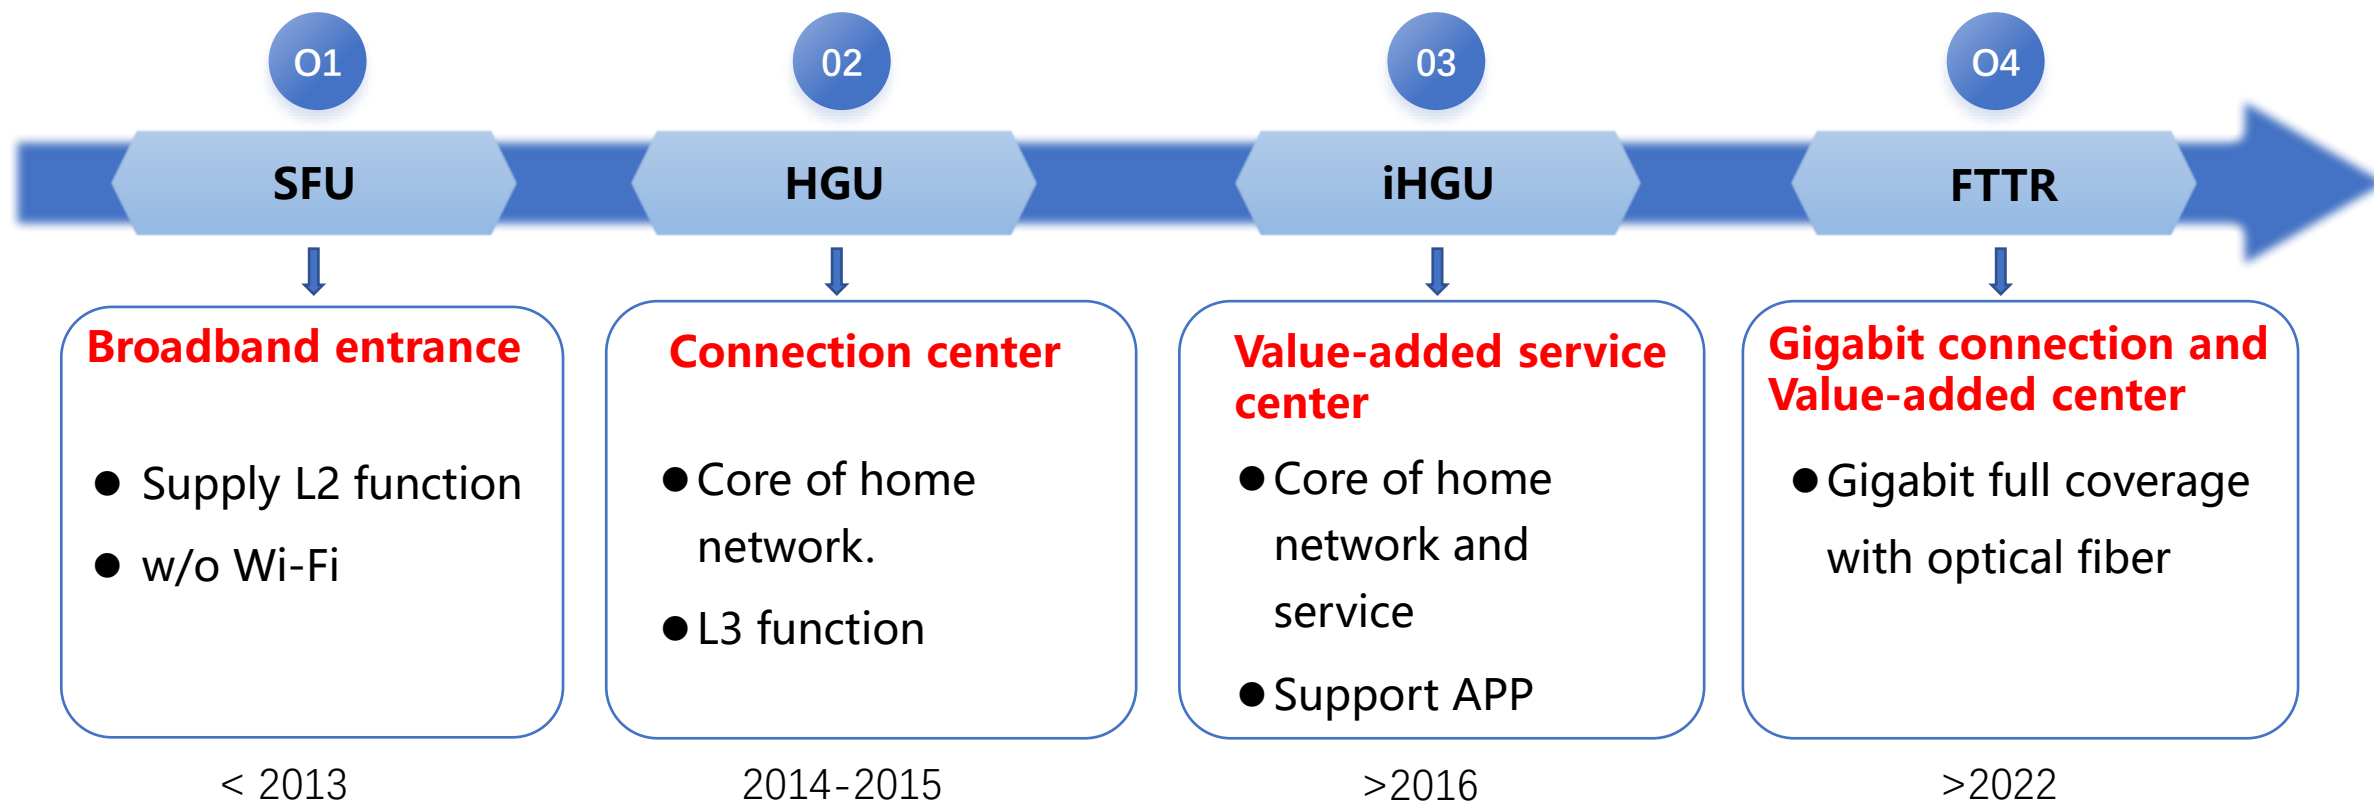 O1
02
03
O4
SFU
HGU
iHGU
FTTR
Broadband entrance
● Supply L2 function
● w/o Wi-Fi
Connection center
● Core of home
network.
● L3 function
Value-added service
center
● Core of home
network and
service
● Support APP
Gigabit connection and
Value-added center
● Gigabit full coverage
with optical fiber
< 2013
2014-2015
>2016
>2022